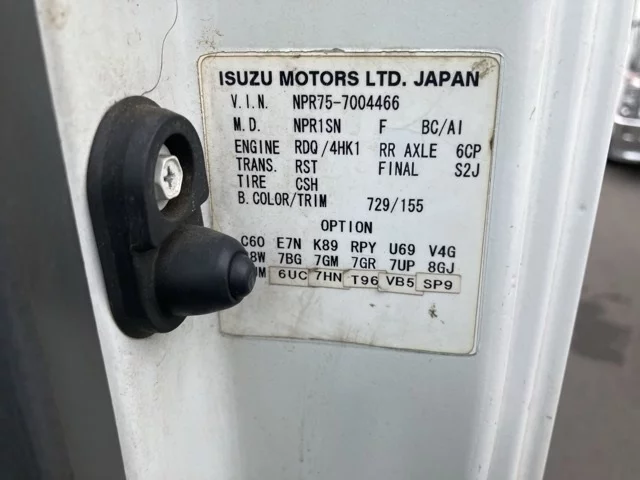 ISUZU MOTORS LTD. JAPAN
V.I.N. NPR75-7004466
M.D. NPR1SN F BC/AI
ENGINE RDQ/4HK1 RR AXLE 6CP
TRANS. RST FINAL S2J
TIRE CSH
B.COLOR/TRIM 729/155
OPTION
C60 E7N K89 RPY U69 V4G
7BG 7GM 7GR 7UP 8GJ
6UC 7HN T96 VB5 SP9